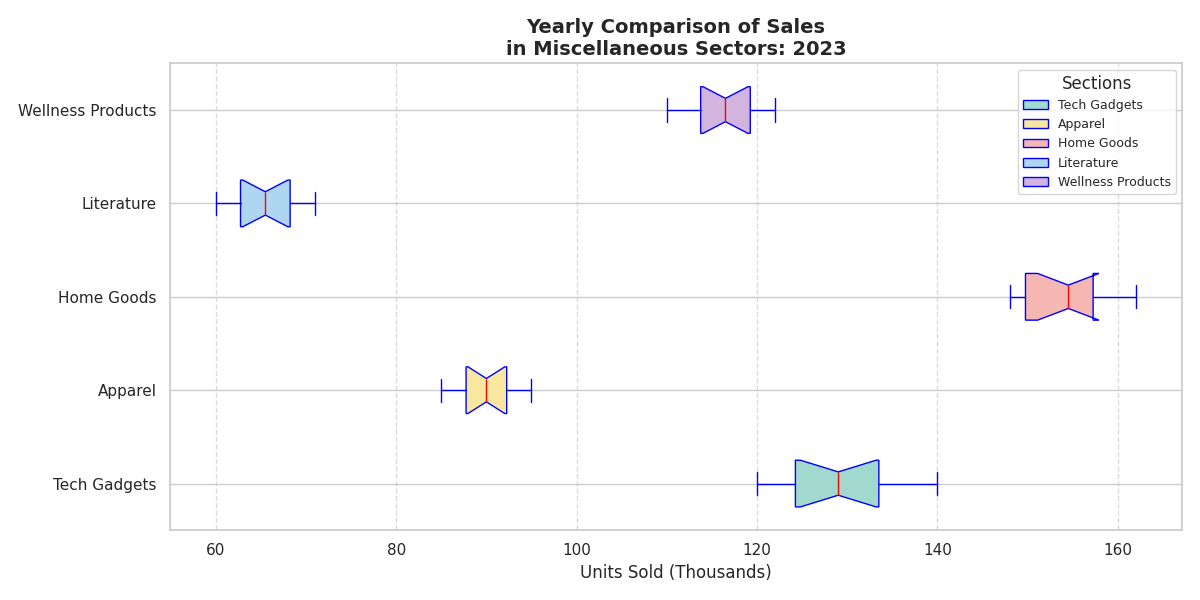 Yearly Comparison of Sales
in Miscellaneous Sectors: 2023
Wellness Products
Literature
Home Goods
Apparel
Tech Gadgets
Sections
Tech Gadgets
Apparel
Home Goods
Literature
Wellness Products
60 80 100 120 140 160
Units Sold (Thousands)